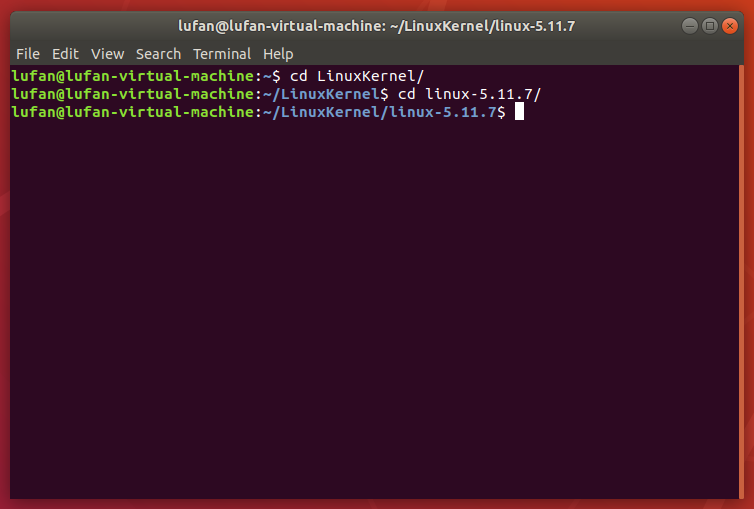 lufan@lufan-virtual-machine: ~/LinuxKernel/linux-5.11.7
File Edit View Search Terminal Help
lufan@lufan-virtual-machine:~$ cd LinuxKernel/
lufan@lufan-virtual-machine:~/LinuxKernel$ cd linux-5.11.7/
lufan@lufan-virtual-machine:~/LinuxKernel/linux-5.11.7$